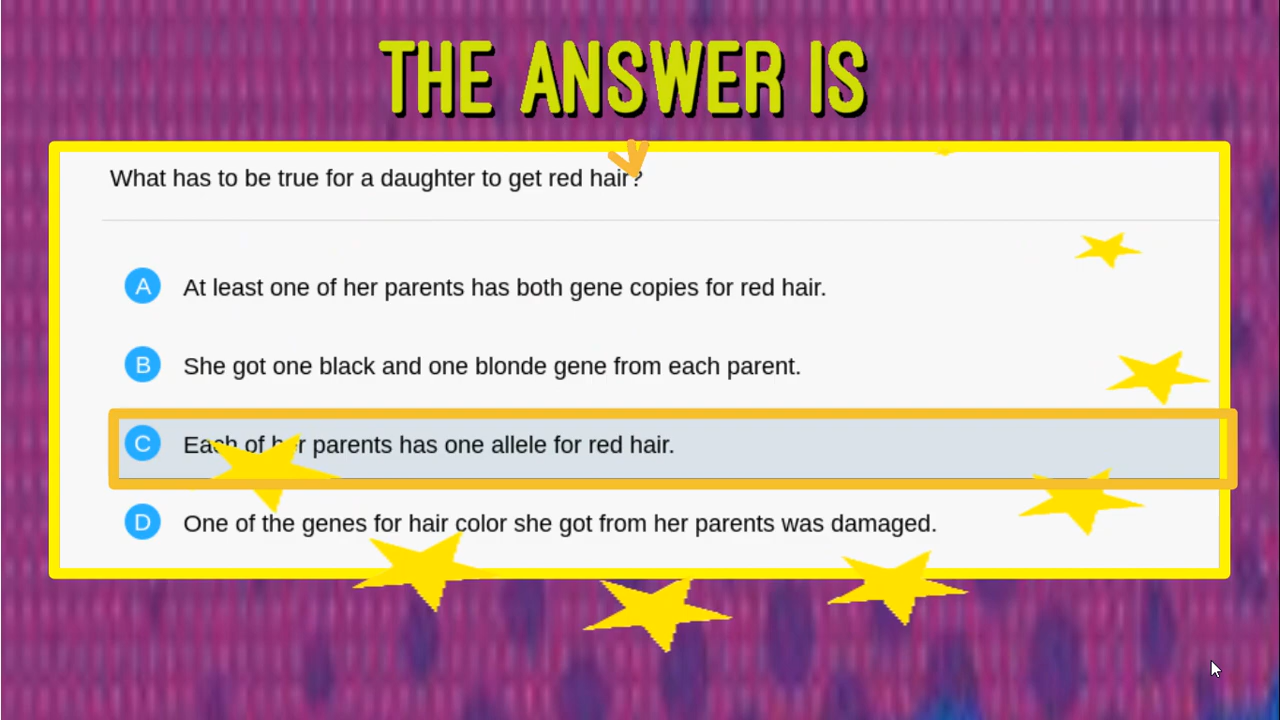 THE ANSWER IS
What has to be true for a daughter to get red hair?
A At least one of her parents has both gene copies for red hair.
B She got one black and one blonde gene from each parent.
C Each of her parents has one allele for red hair.
D One of the genes for hair color she got from her parents was damaged.